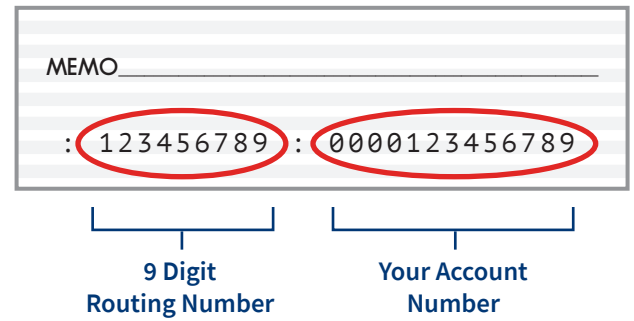 MEMO
: 123456789 : 0000123456789
9 Digit
Routing Number
Your Account
Number